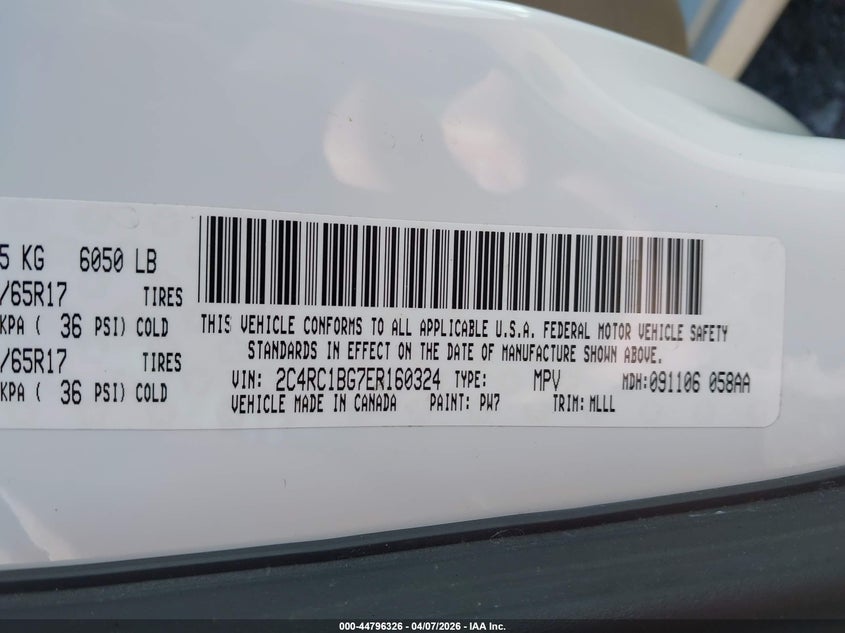 5 KG 6050 LB
/65R17 TIRES
KPA ( 36 PSI) COLD
/65R17 TIRES
KPA ( 36 PSI) COLD
THIS VEHICLE CONFORMS TO ALL APPLICABLE U.S.A. FEDERAL MOTOR VEHICLE SAFETY
STANDARDS IN EFFECT ON THE DATE OF MANUFACTURE SHOWN ABOVE.
VIN: 2C4RC1BG7ER160324 TYPE: MPV MDH:091106 058AA
VEHICLE MADE IN CANADA PAINT: PW7 TRIM: MLLL
000-44796326 - 04/07/2026 - IAA Inc.